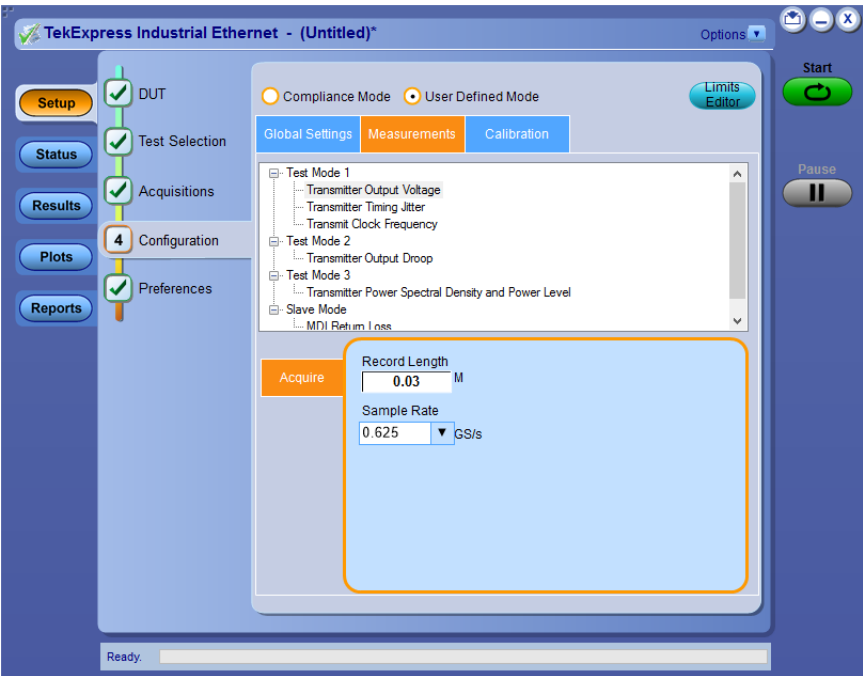 TekExpress Industrial Ethernet - (Untitled)*
Options
Start
Pause
Setup
Status
Results
Plots
Reports
DUT
Test Selection
Acquisitions
4 Configuration
Preferences
Compliance Mode User Defined Mode
Limits
Editor
Global Settings Measurements Calibration
Test Mode 1
Transmitter Output Voltage
Transmitter Timing Jitter
Transmit Clock Frequency
Test Mode 2
Transmitter Output Droop
Test Mode 3
Transmitter Power Spectral Density and Power Level
Slave Mode
MDI Return Loss
Acquire
Record Length
0.03 M
Sample Rate
0.625 GS/s
Ready.